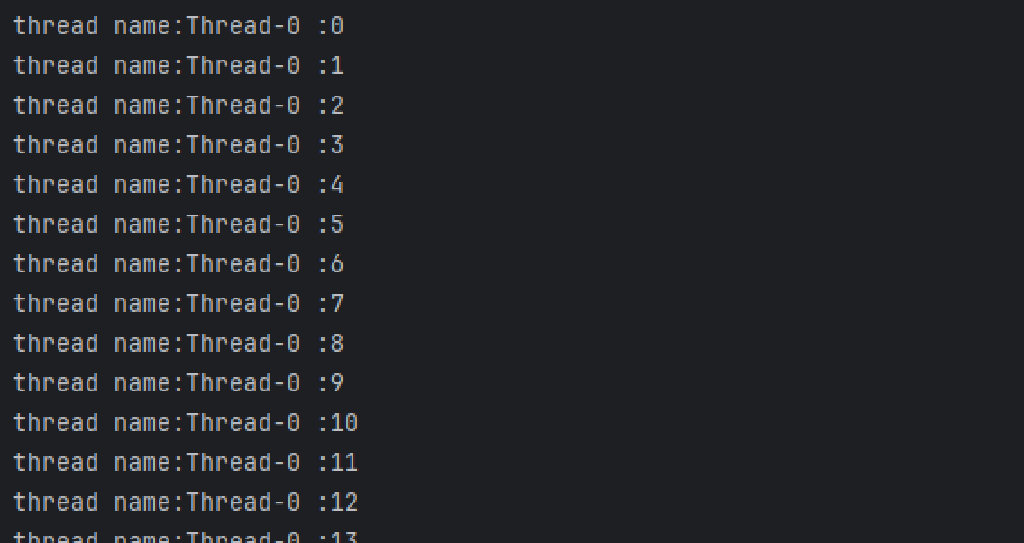 thread name:Thread-0 :0
thread name:Thread-0 :1
thread name:Thread-0 :2
thread name:Thread-0 :3
thread name:Thread-0 :4
thread name:Thread-0 :5
thread name:Thread-0 :6
thread name:Thread-0 :7
thread name:Thread-0 :8
thread name:Thread-0 :9
thread name:Thread-0 :10
thread name:Thread-0 :11
thread name:Thread-0 :12
thread name:Thread-0 :13